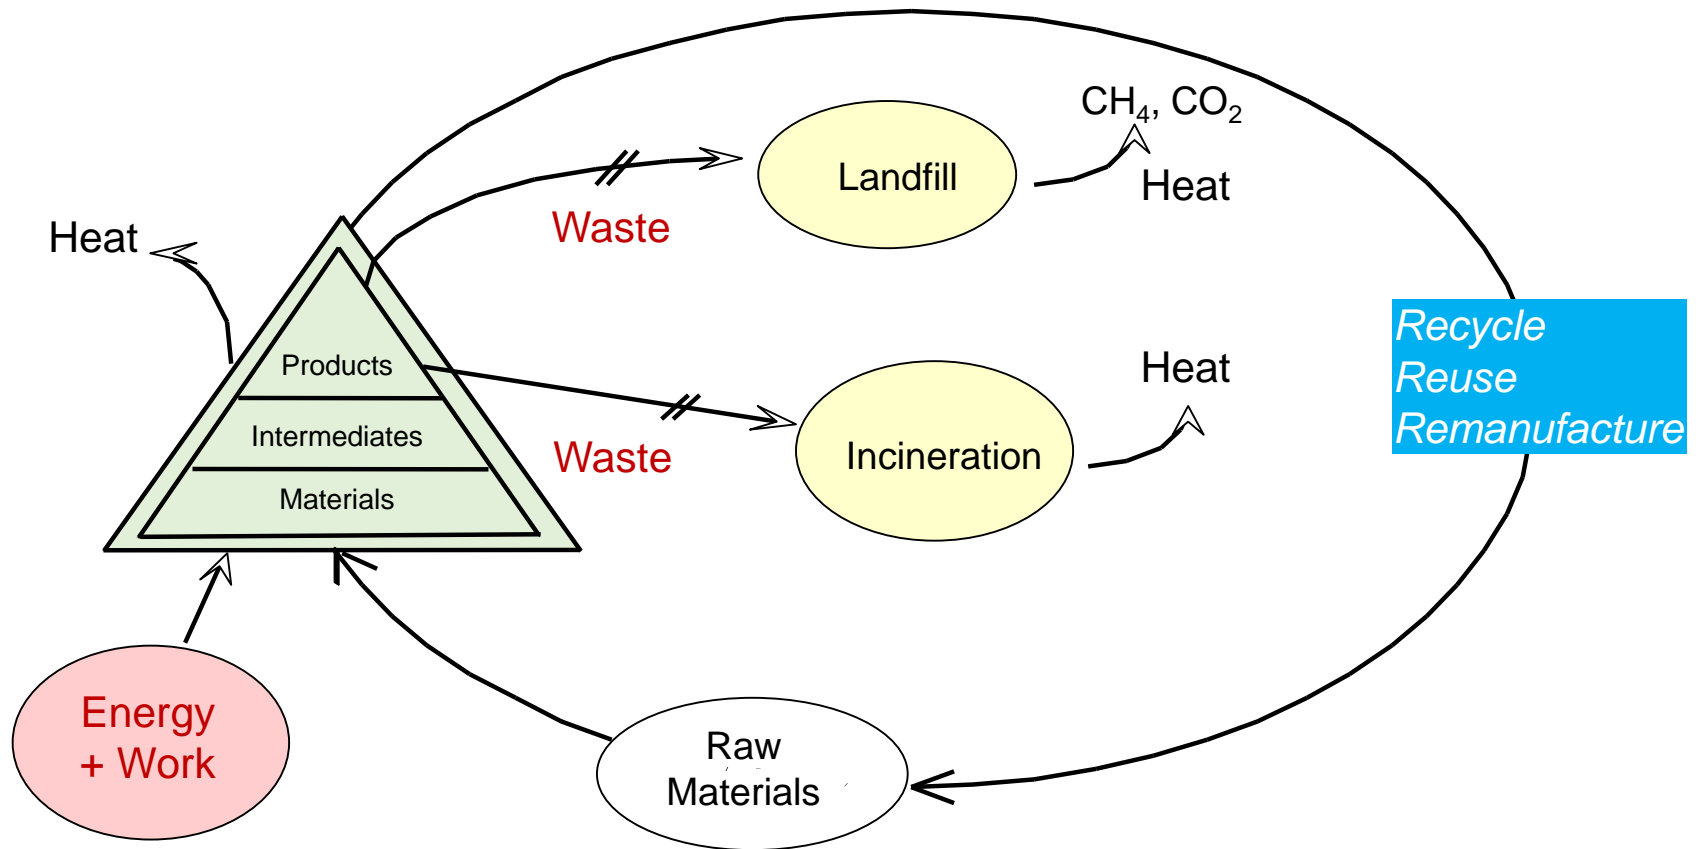 CH₄, CO₂
Landfill
Heat
Waste
Heat
Recycle
Reuse
Remanufacture
Products
Heat
Intermediates
Waste
Incineration
Materials
Energy
+ Work
Raw
Materials